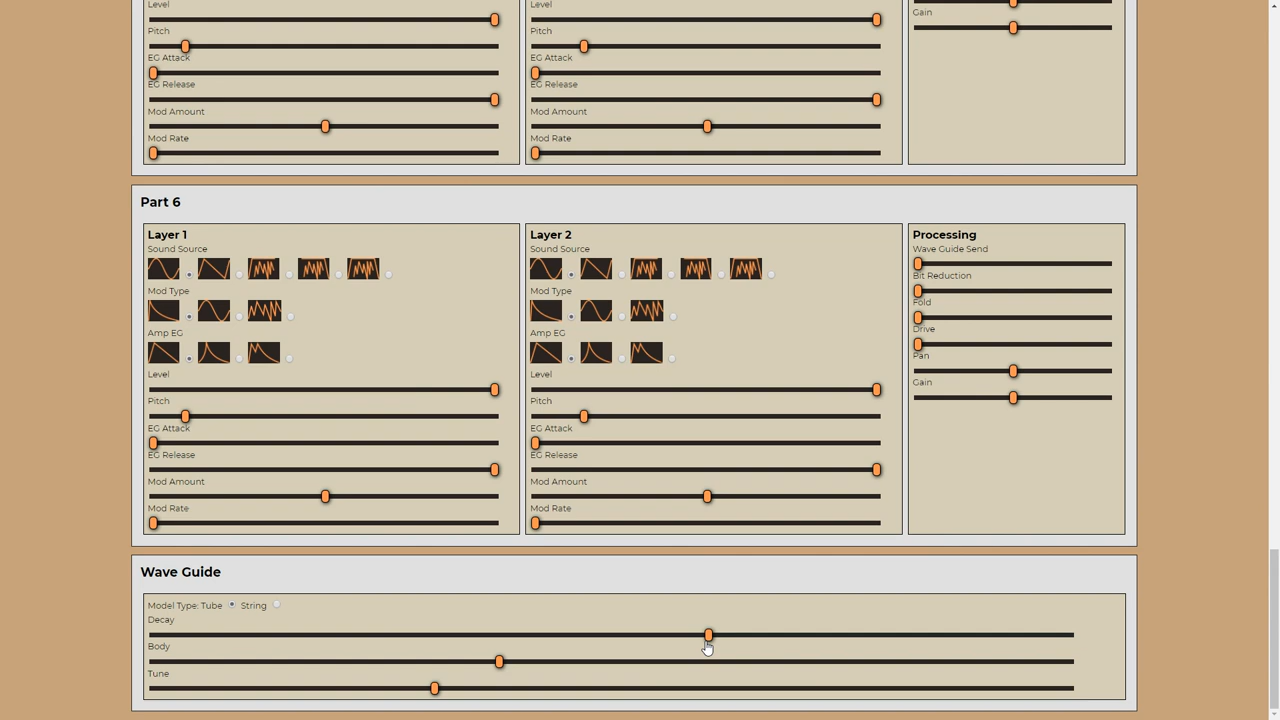 Level
Pitch
EG Attack
EG Release
Mod Amount
Mod Rate
Level
Pitch
EG Attack
EG Release
Mod Amount
Mod Rate
Gain
Part 6
Layer 1
Sound Source
Mod Type
Amp EG
Level
Pitch
EG Attack
EG Release
Mod Amount
Mod Rate
Layer 2
Sound Source
Mod Type
Amp EG
Level
Pitch
EG Attack
EG Release
Mod Amount
Mod Rate
Processing
Wave Guide Send
Bit Reduction
Fold
Drive
Pan
Gain
Wave Guide
Model Type: Tube String
Decay
Body
Tune